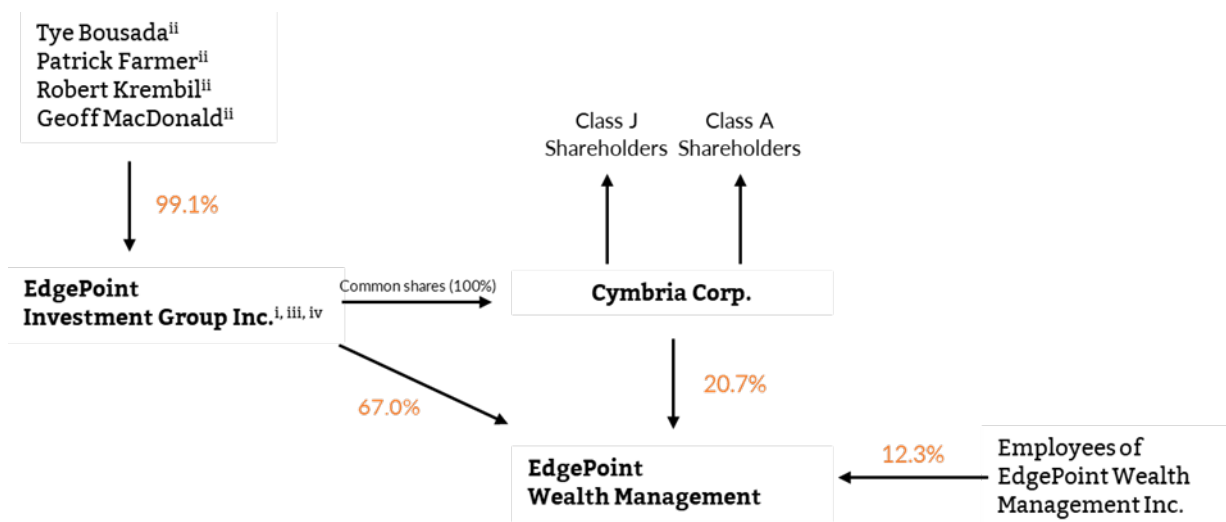 Tye Bousadaⁱⁱ
Patrick Farmerⁱⁱ
Robert Krembilⁱⁱ
Geoff MacDonaldⁱⁱ
99.1%
Class J
Shareholders
Class A
Shareholders
EdgePoint
Investment Group Inc.ⁱ, ⁱⁱⁱ, ⁱᵛ
Common shares (100%)
Cymbria Corp.
67.0%
20.7%
EdgePoint
Wealth Management
12.3%
Employees of
EdgePoint Wealth
Management Inc.